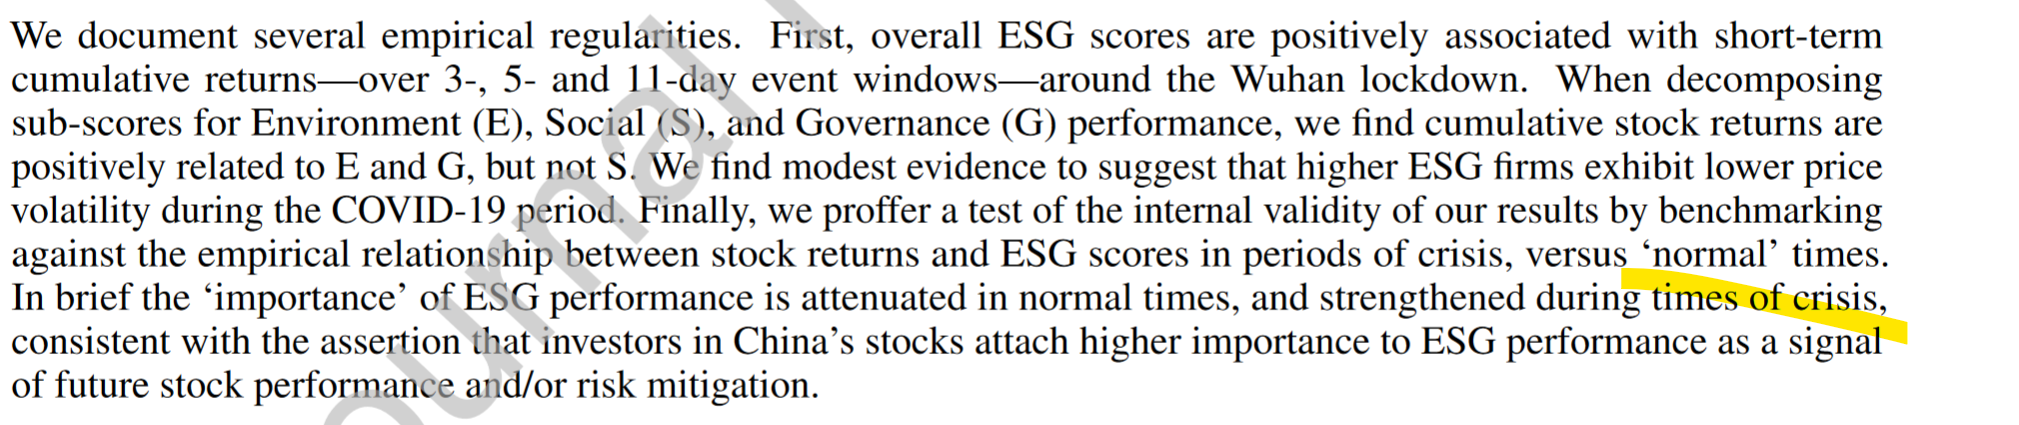 We document several empirical regularities. First, overall ESG scores are positively associated with short-term
cumulative returns—over 3-, 5- and 11-day event windows—around the Wuhan lockdown. When decomposing
sub-scores for Environment (E), Social (S), and Governance (G) performance, we find cumulative stock returns are
positively related to E and G, but not S. We find modest evidence to suggest that higher ESG firms exhibit lower price
volatility during the COVID-19 period. Finally, we proffer a test of the internal validity of our results by benchmarking
against the empirical relationship between stock returns and ESG scores in periods of crisis, versus ‘normal’ times.
In brief the ‘importance’ of ESG performance is attenuated in normal times, and strengthened during times of crisis,
consistent with the assertion that investors in China’s stocks attach higher importance to ESG performance as a signal
of future stock performance and/or risk mitigation.